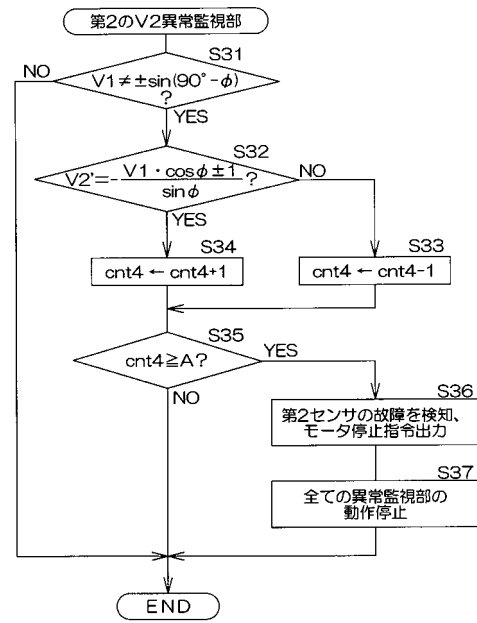 第2のV2異常監視部
S31
NO
V1≠±sin(90°-φ)
?
YES
S32
V2'=-(V1・cosφ±1)/sinφ?
NO
YES
S34
S33
cnt4 ← cnt4+1
cnt4 ← cnt4-1
S35
cnt4≧A?
YES
NO
S36
第2センサの故障を検知、
モータ停止指令出力
S37
全ての異常監視部の
動作停止
END